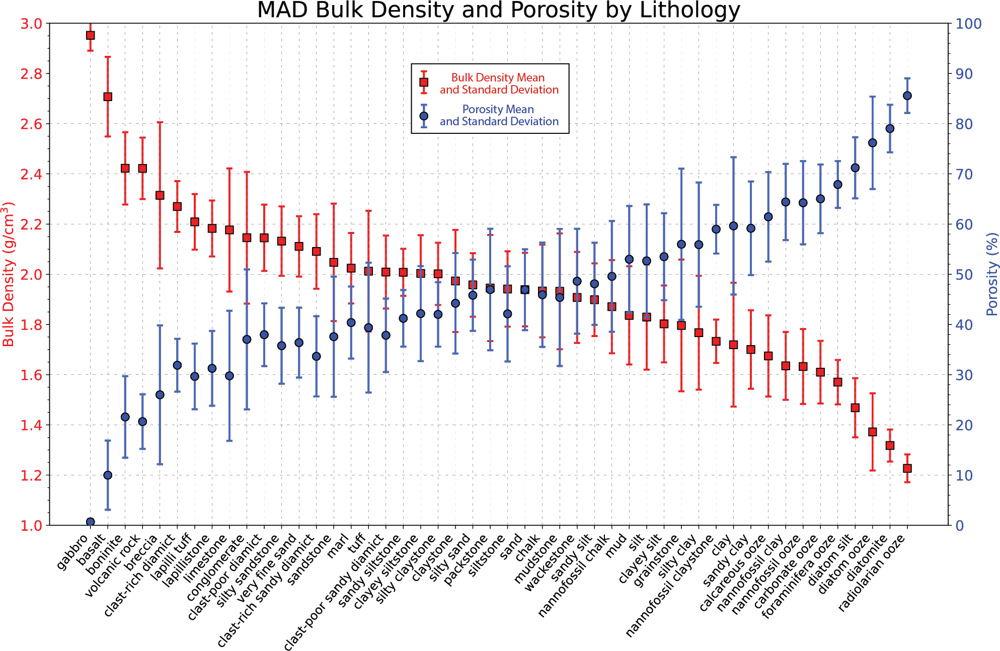 MAD Bulk Density and Porosity by Lithology
3.0
2.8
2.6
2.4
2.2
2.0
1.8
1.6
1.4
1.2
1.0
Bulk Density (g/cm³)
Bulk Density Mean
and Standard Deviation
Porosity Mean
and Standard Deviation
100
90
80
70
60
50
40
30
20
10
0
Porosity (%)
gabbro
basalt
boninite
volcanic rock
breccia
clast-rich diamict
lapilli tuff
lapillistone
limestone
conglomerate
clast-poor diamict
silty sandstone
very fine sand
clast-rich sandy diamict
sandstone
marl
tuff
clast-poor sandy diamict
sandy siltstone
clayey siltstone
silty claystone
claystone
silty sand
packstone
siltstone
sand
chalk
mudstone
wackestone
sandy silt
nannofossil chalk
mud
silt
clayey silt
grainstone
silty clay
nannofossil claystone
clay
sandy clay
calcareous ooze
nannofossil clay
nannofossil ooze
carbonate ooze
foraminifera ooze
diatom silt
diatom ooze
diatomite
radiolarian ooze